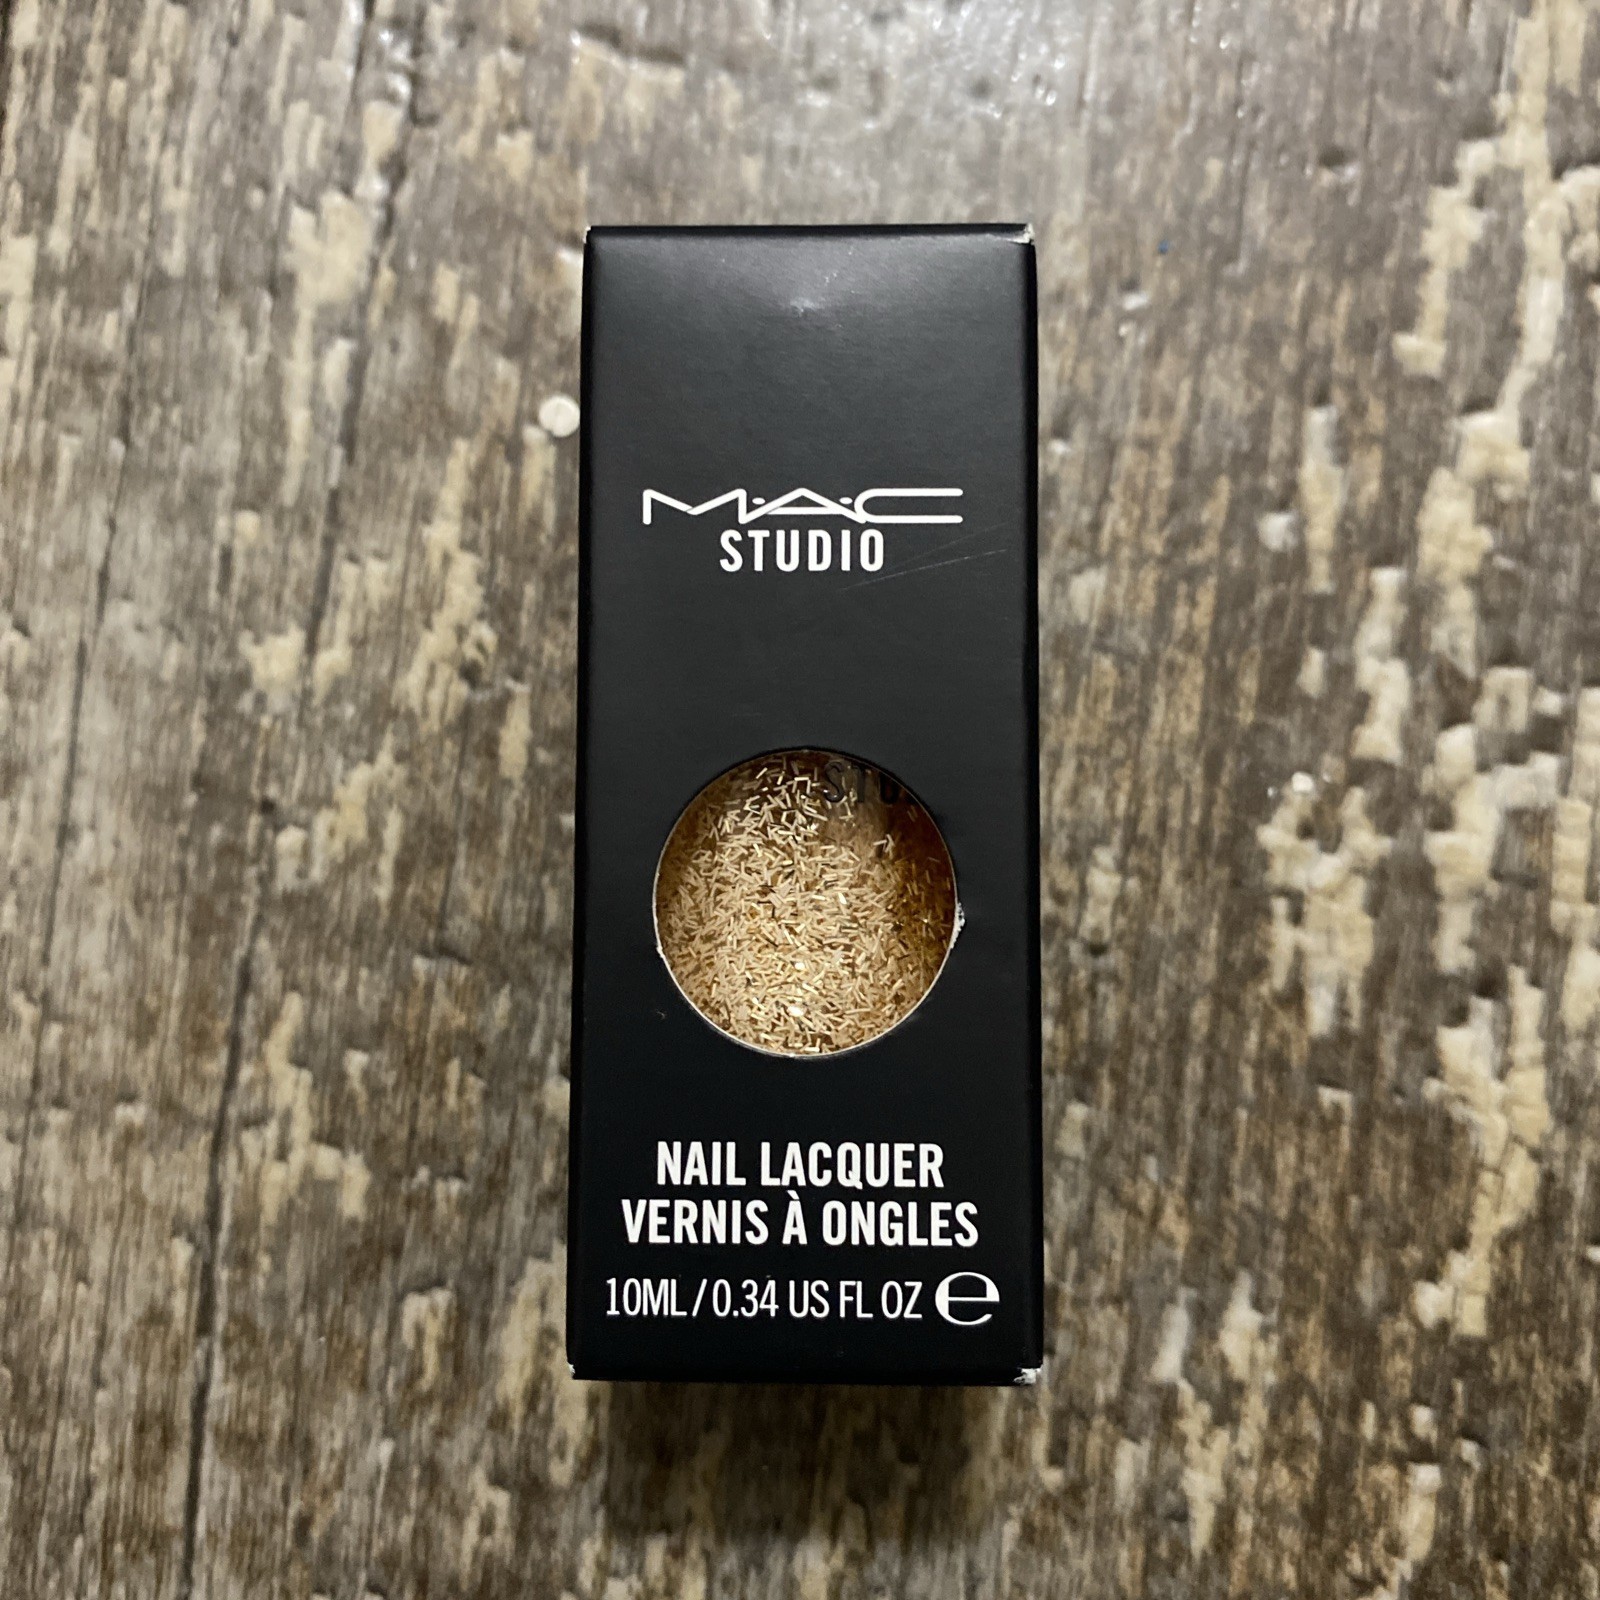 M·A·C
STUDIO
NAIL LACQUER
VERNIS À ONGLES
10ML/0.34 US FL OZ ℮